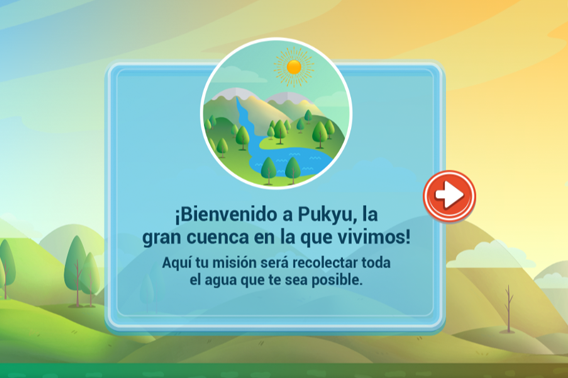 ¡Bienvenido a Pukyu, la
gran cuenca en la que vivimos!
Aquí tu misión será recolectar toda
el agua que te sea posible.